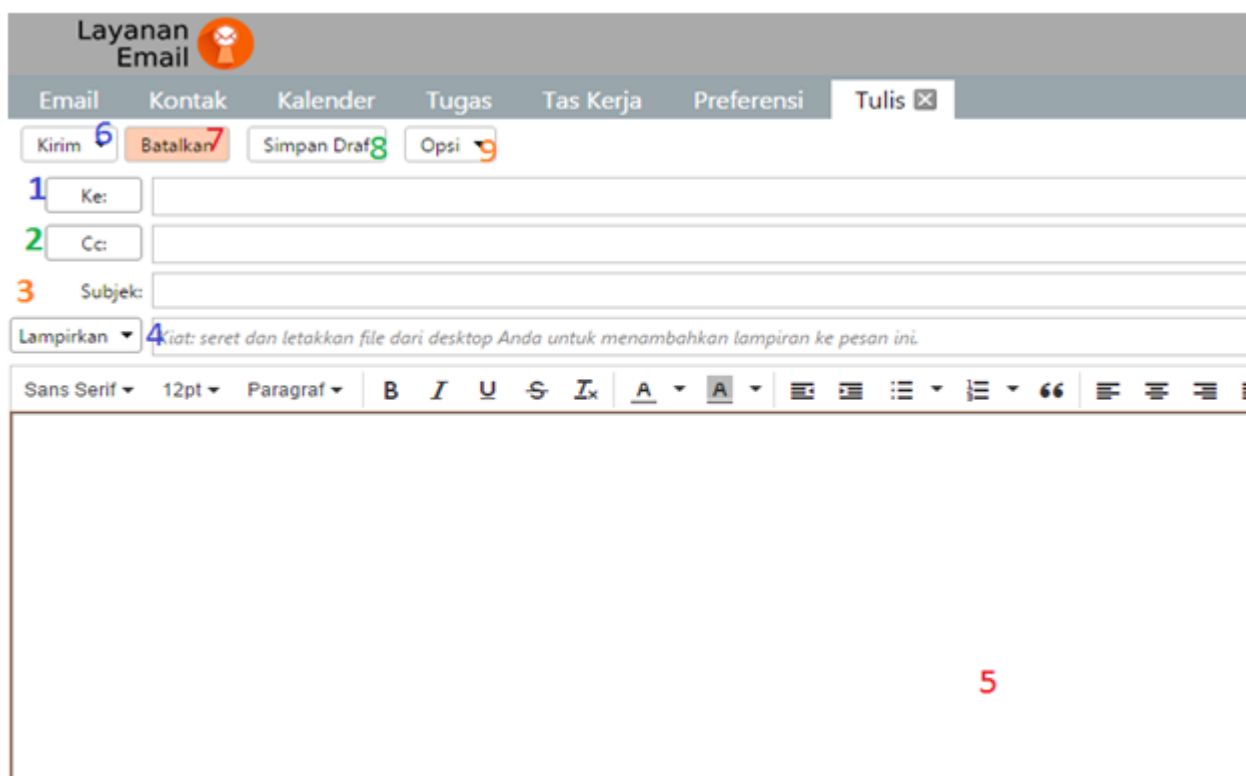 Layanan
Email
Email Kontak Kalender Tugas Tas Kerja Preferensi Tulis
Kirim 6 Batalkan 7 Simpan Draf 8 Opsi 9
1 Ke:
2 Cc:
3 Subjek:
Lampirkan 4 Kiat: seret dan letakkan file dari desktop Anda untuk menambahkan lampiran ke pesan ini.
Sans Serif 12pt Paragraf B I U S Tx A A
5